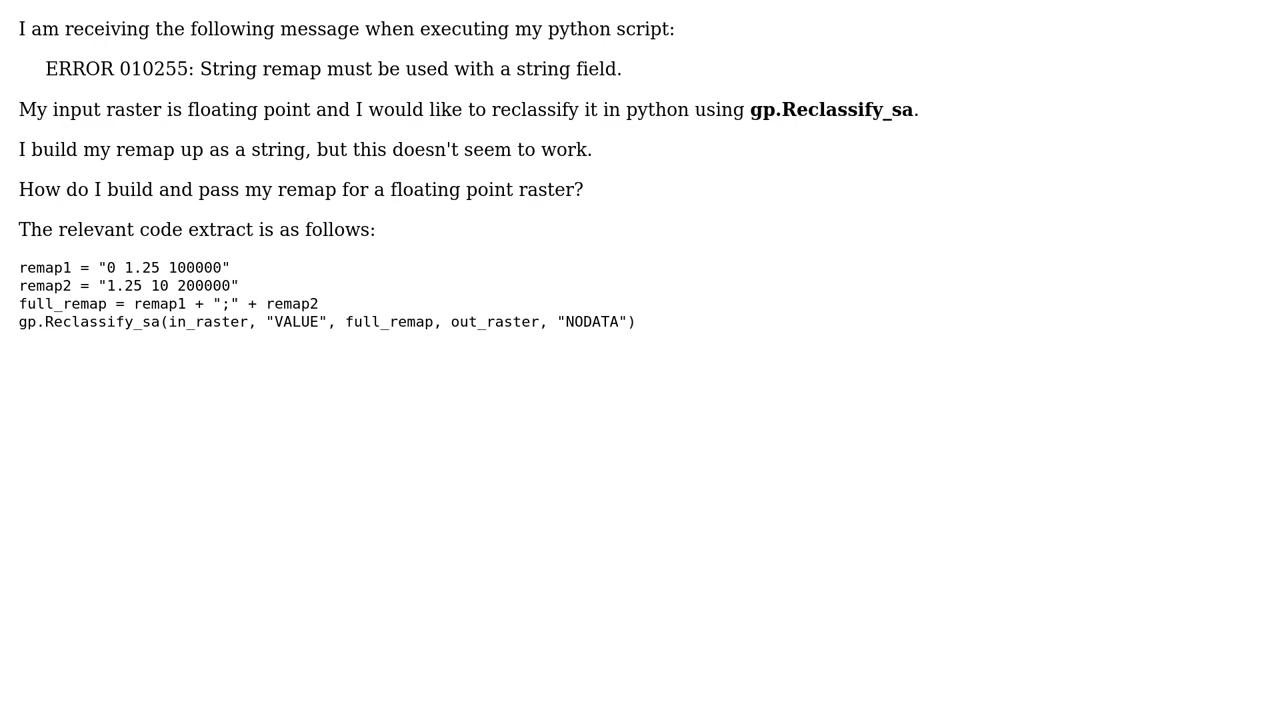 I am receiving the following message when executing my python script:
ERROR 010255: String remap must be used with a string field.
My input raster is floating point and I would like to reclassify it in python using gp.Reclassify_sa.
I build my remap up as a string, but this doesn't seem to work.
How do I build and pass my remap for a floating point raster?
The relevant code extract is as follows:
remap1 = "0 1.25 100000"
remap2 = "1.25 10 200000"
full_remap = remap1 + ";" + remap2
gp.Reclassify_sa(in_raster, "VALUE", full_remap, out_raster, "NODATA")